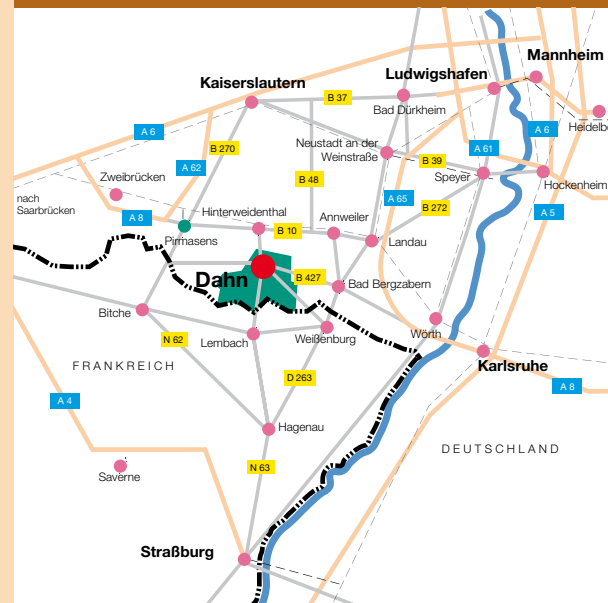 Mannheim
Ludwigshafen
Kaiserslautern
B 37
Bad Dürkheim
Heidelb
A 6
A 6
B 270
Neustadt an der
Weinstraße
A 61
B 39
A 62
Zweibrücken
B 48
Speyer
Hockenheim
nach
Saarbrücken
A 65
B 272
A 8
Hinterweidenthal
Annweiler
A 5
B 10
Pirmasens
Landau
Dahn
B 427
Bad Bergzabern
Bitche
N 62
Lembach
Weißenburg
Wörth
FRANKREICH
Karlsruhe
D 263
A 8
A 4
Hagenau
DEUTSCHLAND
N 63
Saverne
Straßburg